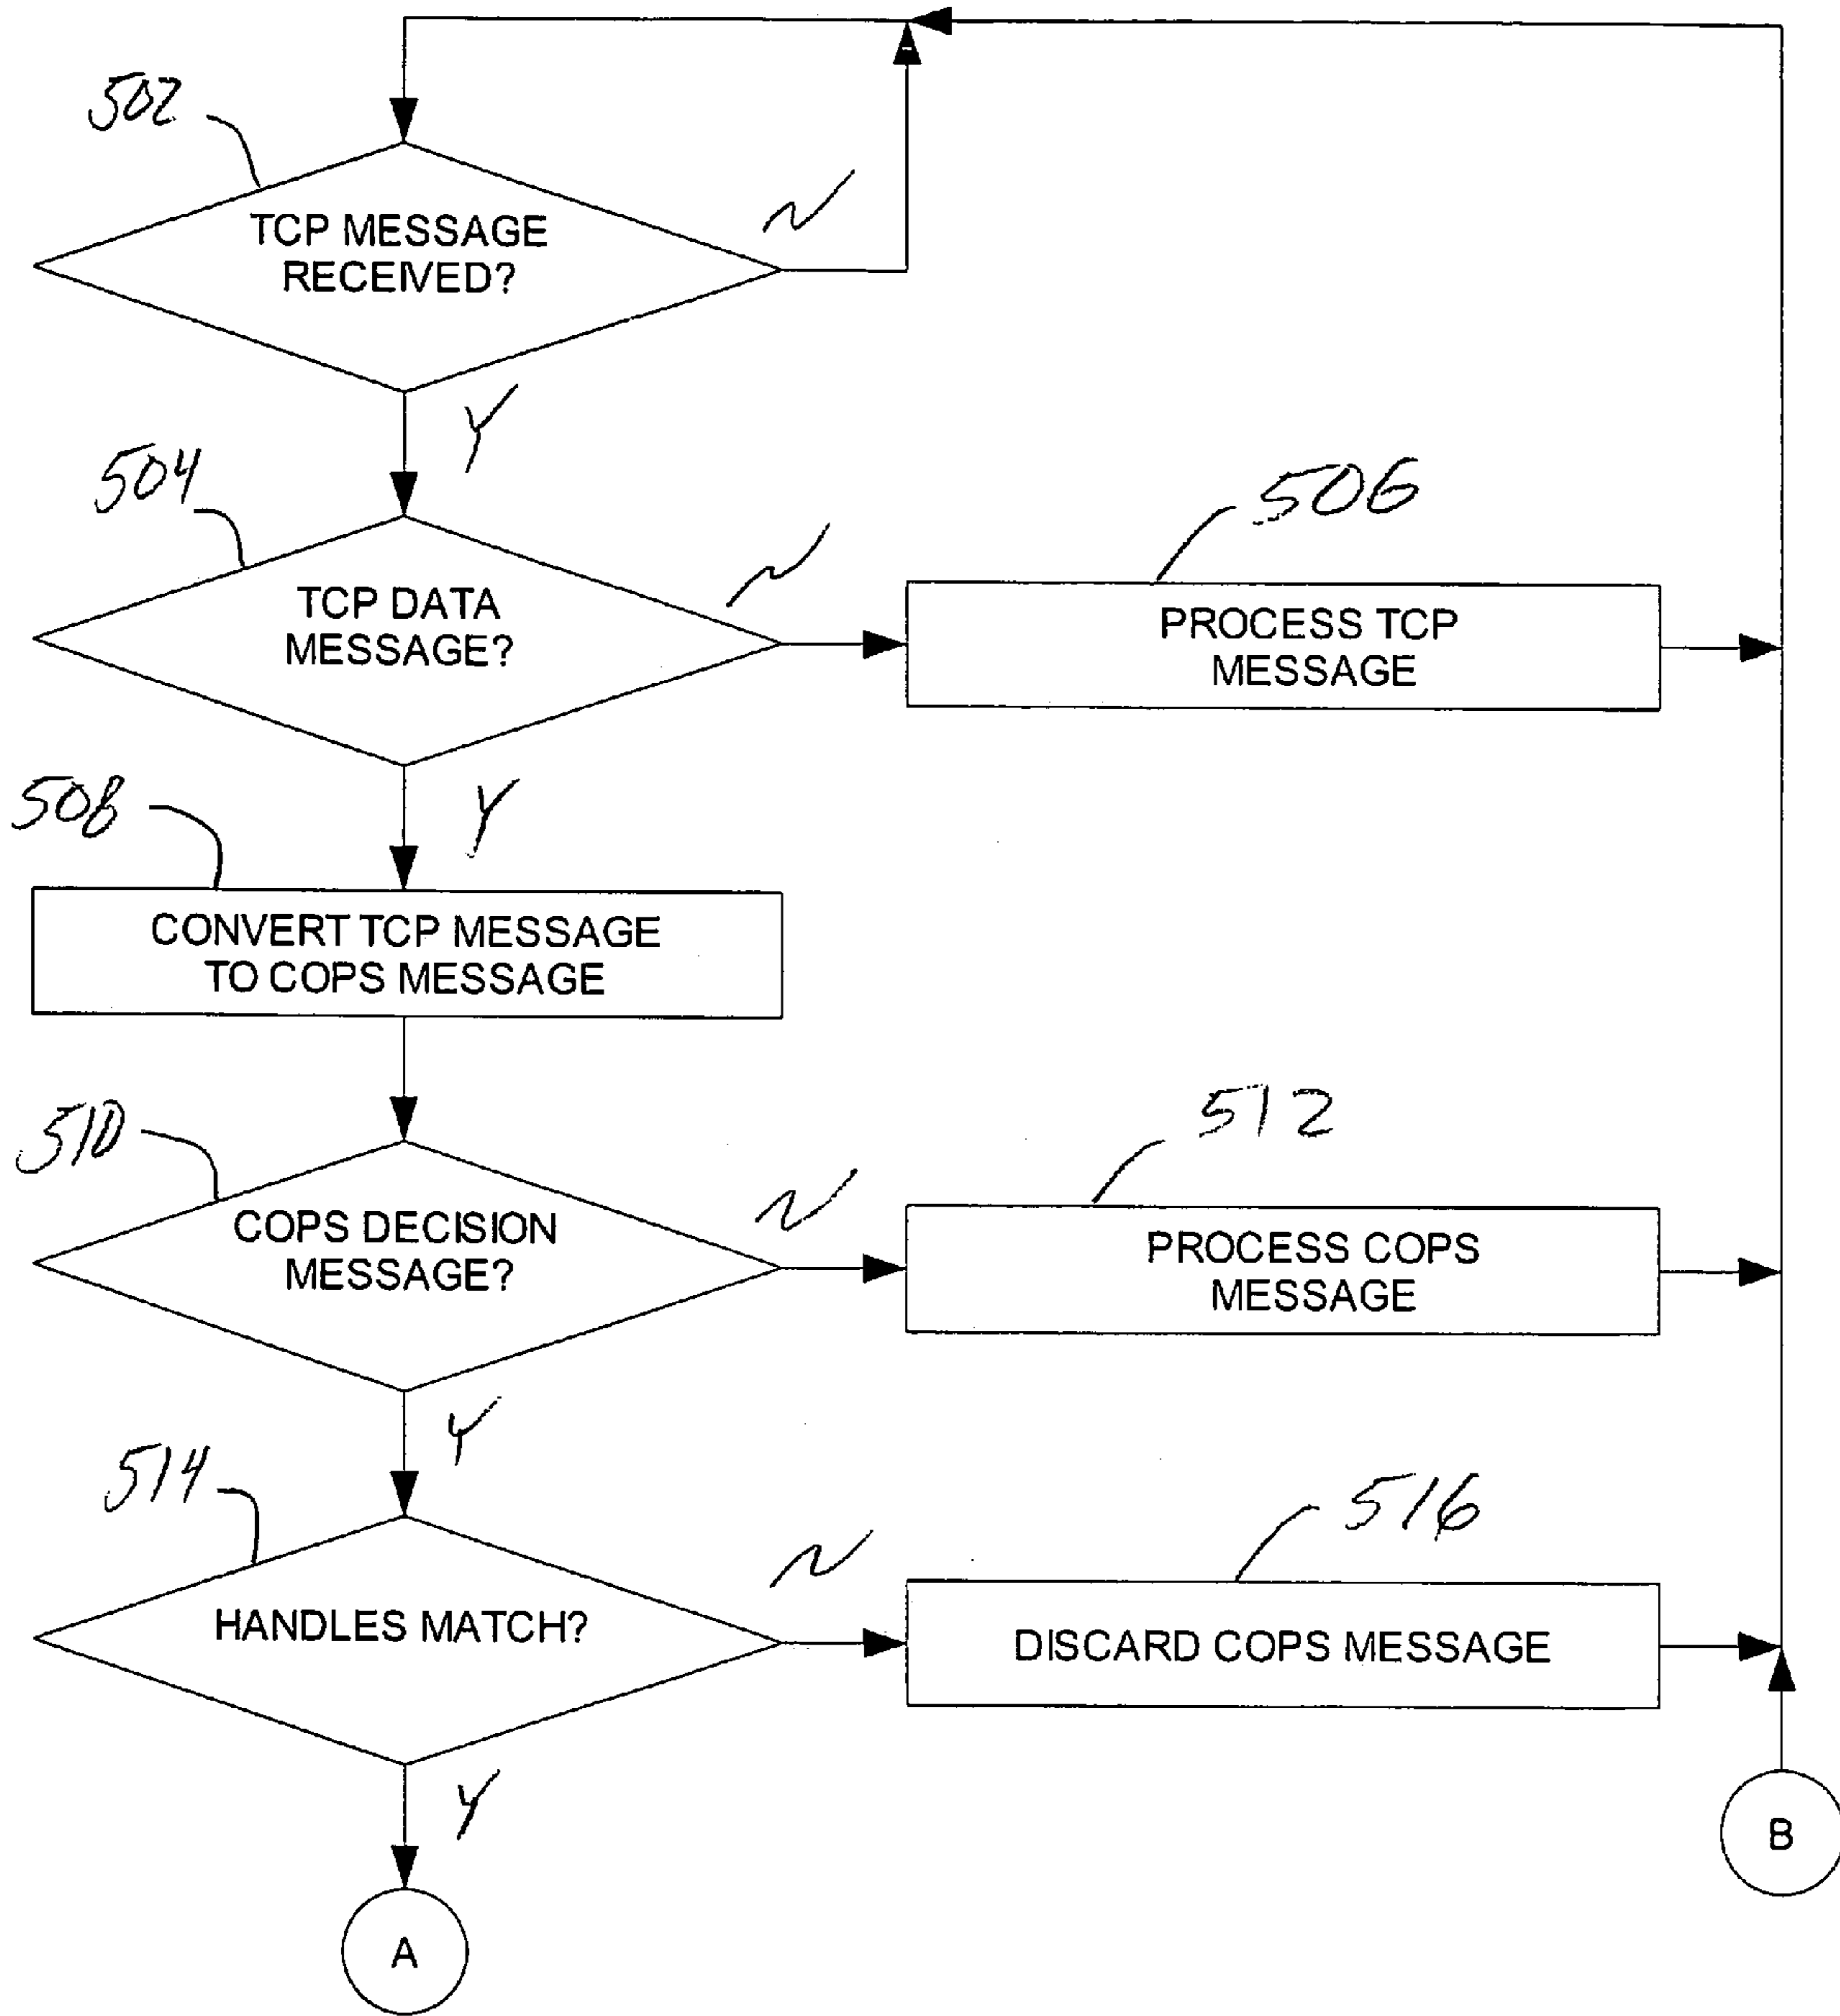 502
TCP MESSAGE
RECEIVED?
N
Y
504
TCP DATA
MESSAGE?
N
506
PROCESS TCP
MESSAGE
Y
508
CONVERT TCP MESSAGE
TO COPS MESSAGE
510
COPS DECISION
MESSAGE?
N
512
PROCESS COPS
MESSAGE
Y
514
HANDLES MATCH?
N
516
DISCARD COPS MESSAGE
Y
A
B